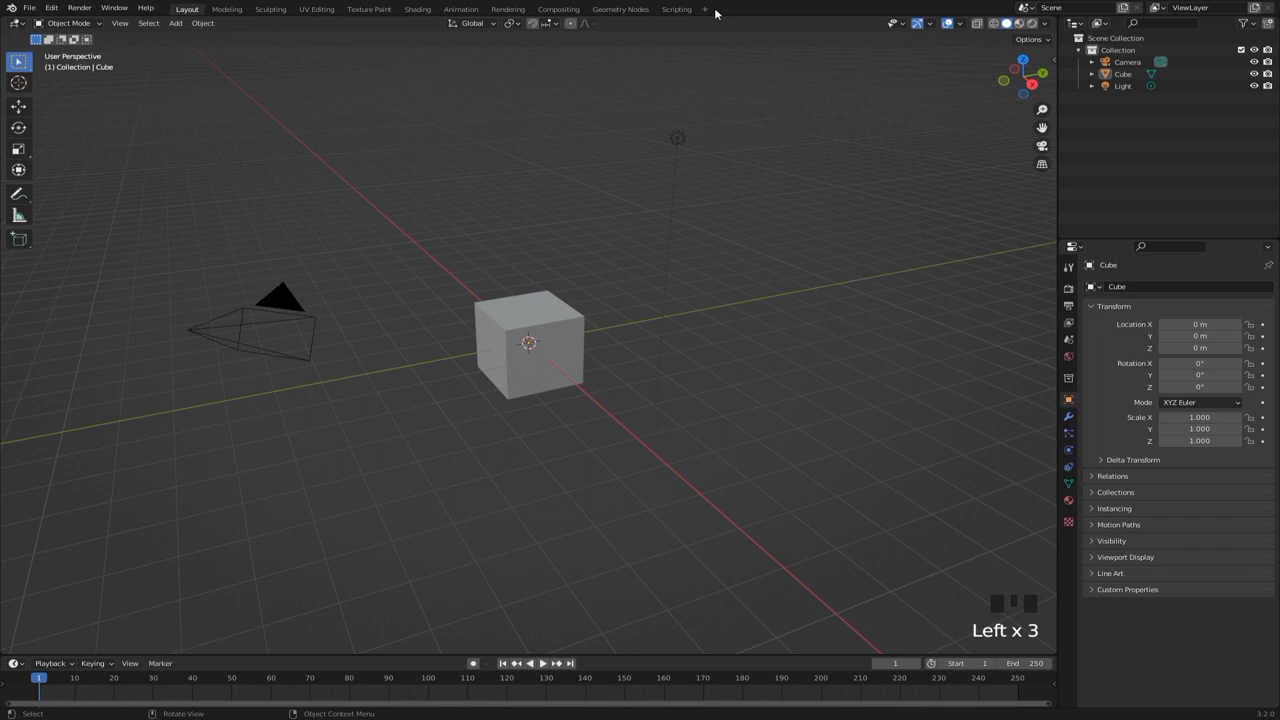 File Edit Render Window Help Layout Modeling Sculpting UV Editing Texture Paint Shading Animation Rendering Compositing Geometry Nodes Scripting + Scene ViewLayer
Object Mode View Select Add Object Global
Options
User Perspective
(1) Collection | Cube
Z
Y
X
Scene Collection
Collection
Camera
Cube
Light
Cube
Cube
Transform
Location X 0 m
Y 0 m
Z 0 m
Rotation X 0°
Y 0°
Z 0°
Mode XYZ Euler
Scale X 1.000
Y 1.000
Z 1.000
Delta Transform
Relations
Collections
Instancing
Motion Paths
Visibility
Viewport Display
Line Art
Custom Properties
Left x 3
Playback Keying View Marker 1 Start 1 End 250
1 10 20 30 40 50 60 70 80 90 100 110 120 130 140 150 160 170 180 190 200 210 220 230 240 250
Select Rotate View Object Context Menu 3.2.0